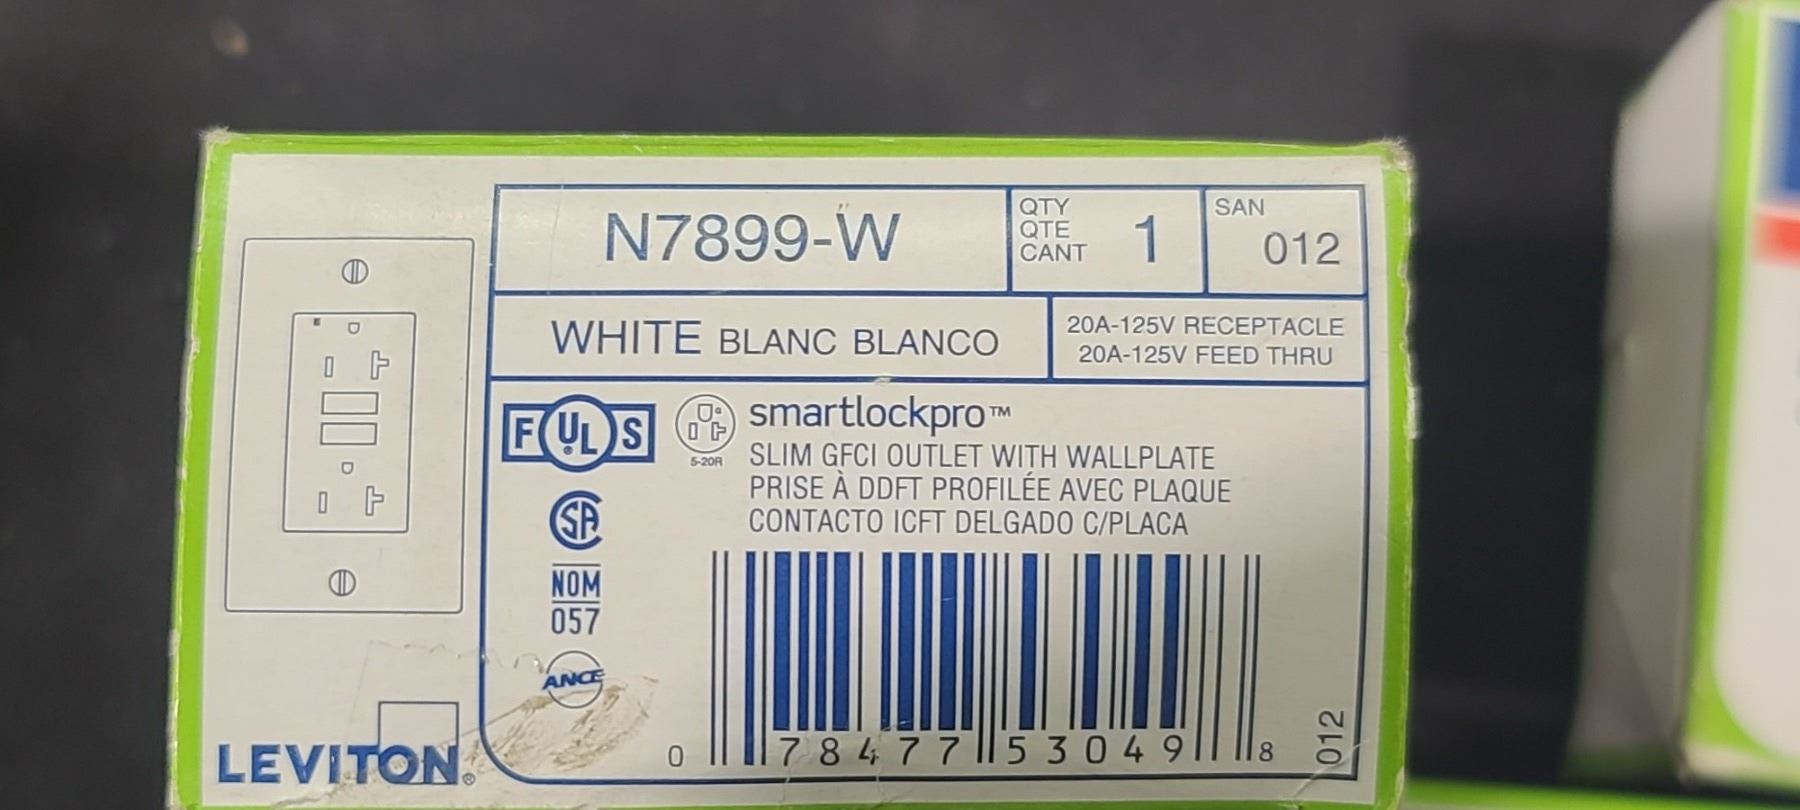 N7899-W
QTY
QTE
CANT
1
SAN
012
WHITE BLANC BLANCO
20A-125V RECEPTACLE
20A-125V FEED THRU
F UL S
5-20R
smartlockpro™
SLIM GFCI OUTLET WITH WALLPLATE
PRISE À DDFT PROFILÉE AVEC PLAQUE
CONTACTO ICFT DELGADO C/PLACA
SA
NOM
057
ANCE
0 78477 53049 8
012
LEVITON®